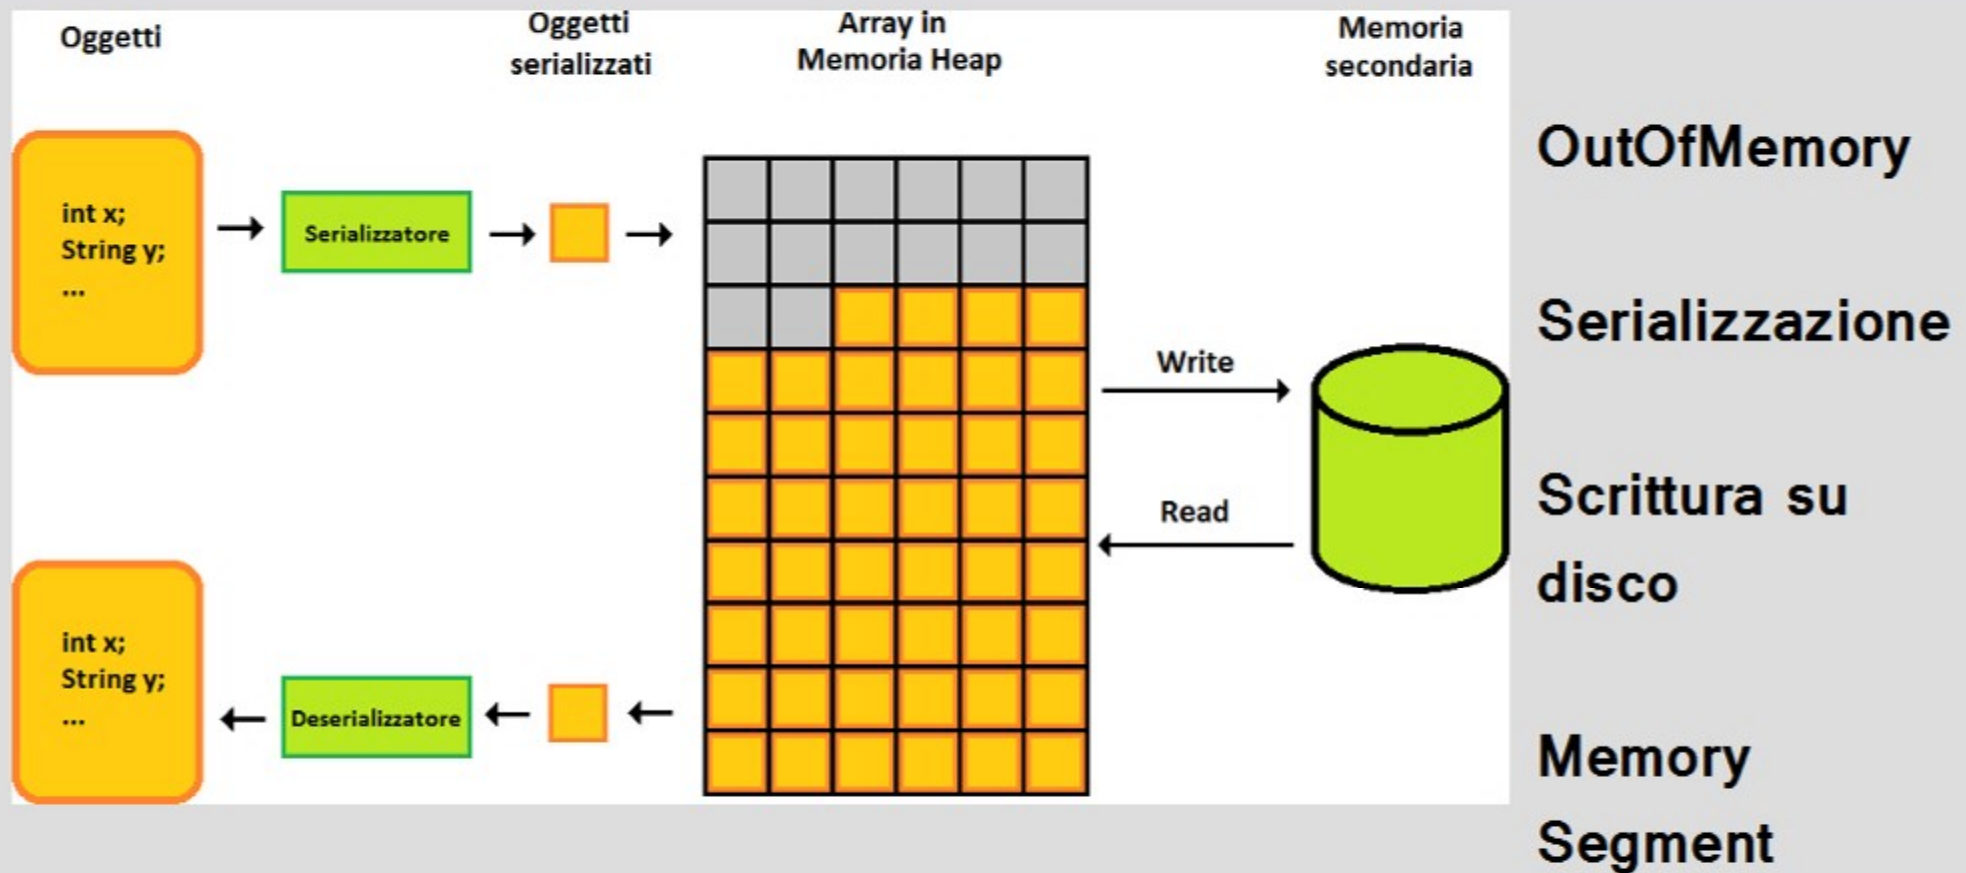 Oggetti
Oggetti
serializzati
Array in
Memoria Heap
Memoria
secondaria
int x;
String y;
...
Serializzatore
Write
Read
int x;
String y;
...
Deserializzatore
OutOfMemory
Serializzazione
Scrittura su
disco
Memory
Segment